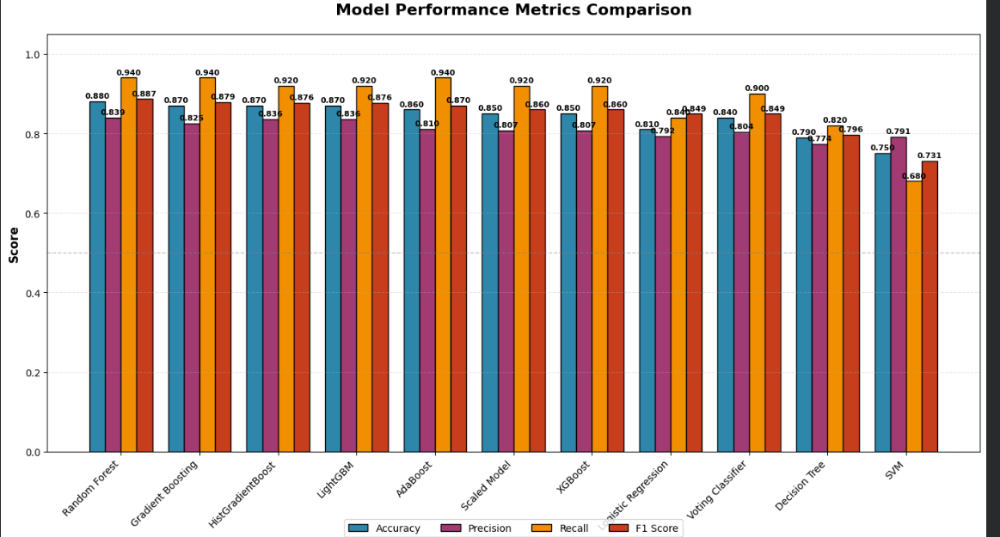 Model Performance Metrics Comparison
Score
1.0
0.8
0.6
0.4
0.2
0.0
0.880 0.839 0.940 0.887
0.870 0.825 0.940 0.879
0.870 0.836 0.920 0.876
0.870 0.836 0.920 0.876
0.860 0.810 0.940 0.870
0.850 0.807 0.920 0.860
0.850 0.807 0.920 0.860
0.810 0.792 0.840 0.849
0.840 0.804 0.900 0.849
0.790 0.774 0.820 0.796
0.750 0.791 0.680 0.731
Random Forest
Gradient Boosting
HistGradientBoost
LightGBM
AdaBoost
Scaled Model
XGBoost
Logistic Regression
Voting Classifier
Decision Tree
SVM
Accuracy Precision Recall F1 Score